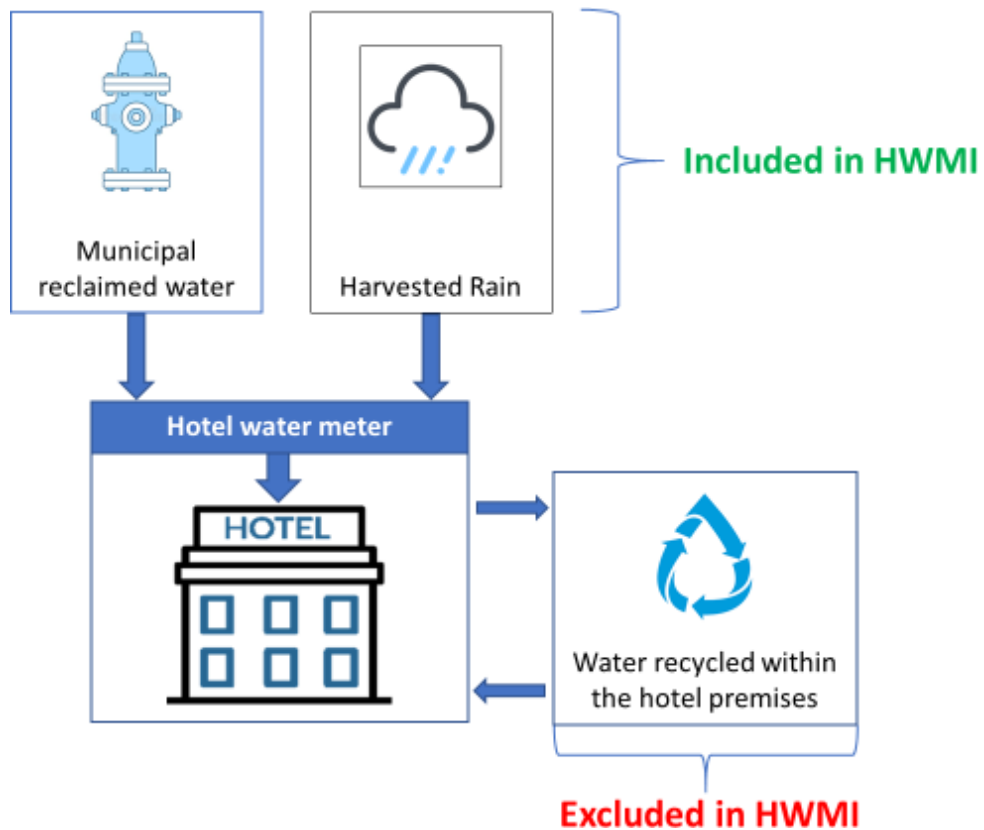 Municipal
reclaimed water
Harvested Rain
Included in HWMI
Hotel water meter
HOTEL
Water recycled within
the hotel premises
Excluded in HWMI